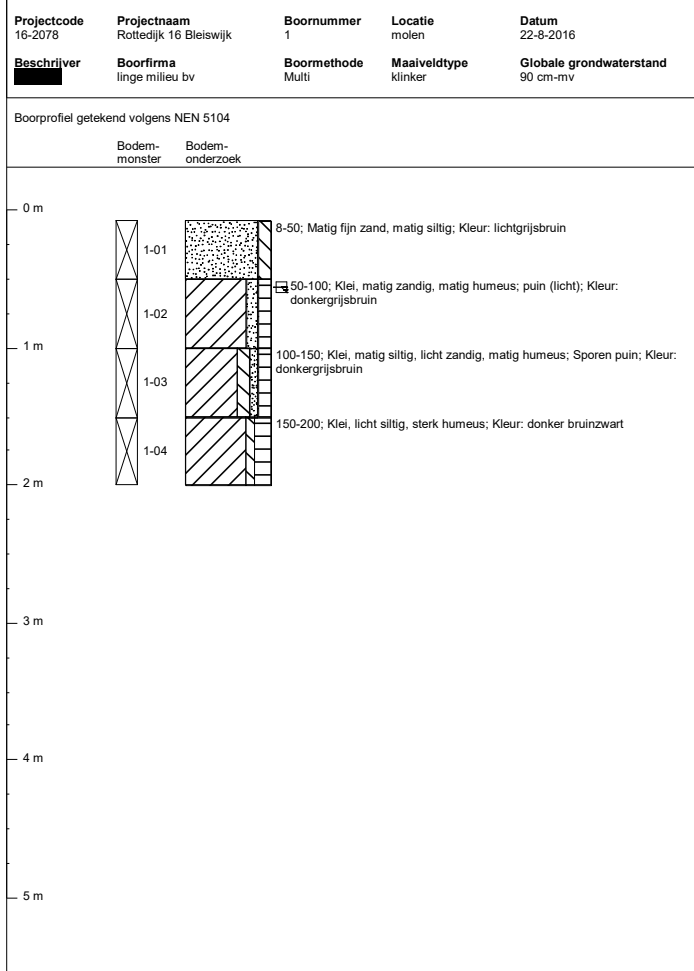 Projectcode Projectnaam Boornummer Locatie Datum
16-2078 Rottedijk 16 Bleiswijk 1 molen 22-8-2016
Beschrijver Boorfirma Boormethode Maaiveldtype Globale grondwaterstand
linge milieu bv Multi klinker 90 cm-mv
Boorprofiel getekend volgens NEN 5104
Bodem- Bodem-
monster onderzoek
0 m
8-50; Matig fijn zand, matig siltig; Kleur: lichtgrijsbruin
1-01
50-100; Klei, matig zandig, matig humeus; puin (licht); Kleur:
donkergrijsbruin
1-02
1 m
100-150; Klei, matig siltig, licht zandig, matig humeus; Sporen puin; Kleur:
donkergrijsbruin
1-03
150-200; Klei, licht siltig, sterk humeus; Kleur: donker bruinzwart
1-04
2 m
3 m
4 m
5 m